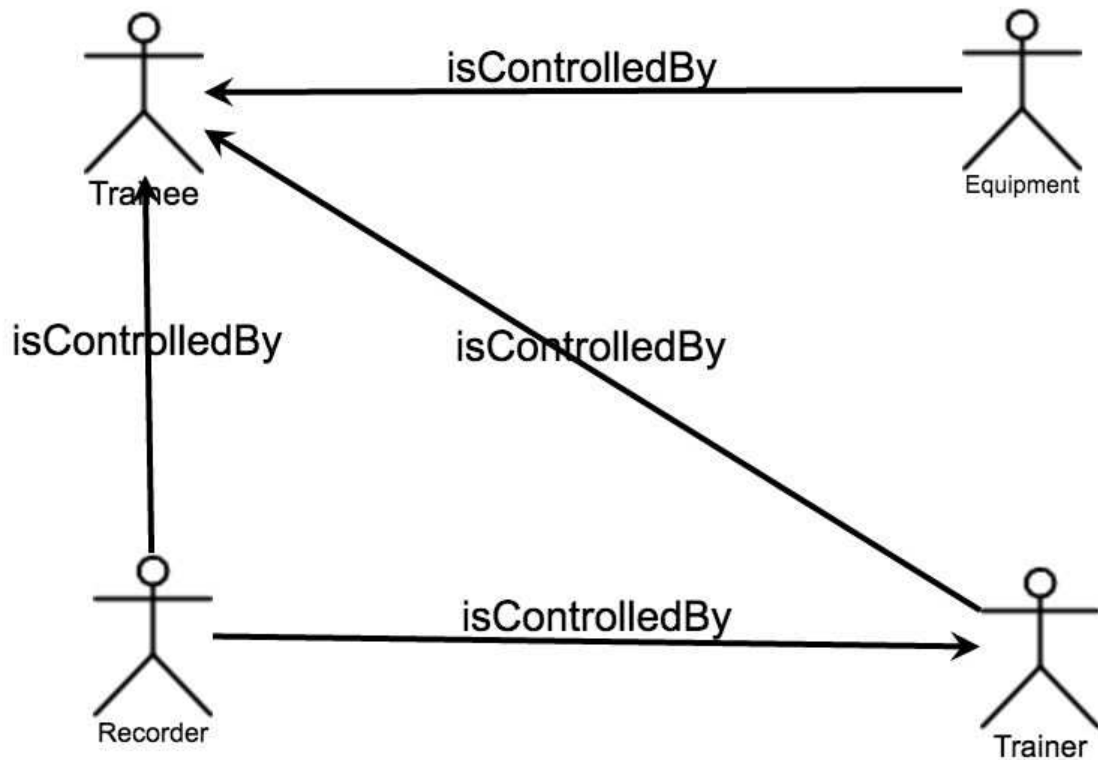 isControlledBy
Trainee
Equipment
isControlledBy
isControlledBy
isControlledBy
Recorder
Trainer